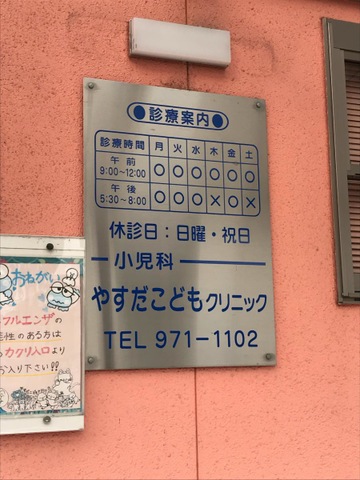 ●診療案内●
診療時間 月 火 水 木 金 土
午前 9:00~12:00 ○ ○ ○ ○ ○ ○
午後 5:30~8:00 ○ ○ ○ × ○ ×
休診日:日曜・祝日
小児科
やすだこどもクリニック
TEL 971-1102
おねがい
フルエンザの
性のある方は
カクリ入口より
お入り下さい!!